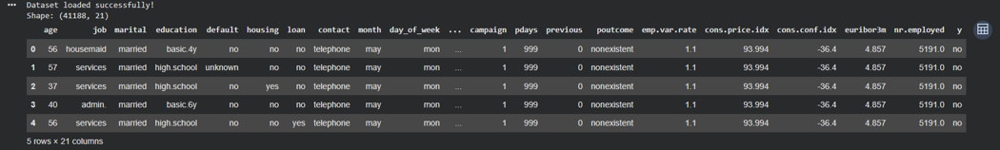 Dataset loaded successfully!
Shape: (41188, 21)
age job marital education default housing loan contact month day_of_week ... campaign pdays previous poutcome emp.var.rate cons.price.idx cons.conf.idx euribor3m nr.employed y
0 56 housemaid married basic.4y no no no telephone may mon ... 1 999 0 nonexistent 1.1 93.994 -36.4 4.857 5191.0 no
1 57 services married high.school unknown no no telephone may mon ... 1 999 0 nonexistent 1.1 93.994 -36.4 4.857 5191.0 no
2 37 services married high.school no yes no telephone may mon ... 1 999 0 nonexistent 1.1 93.994 -36.4 4.857 5191.0 no
3 40 admin. married basic.6y no no no telephone may mon ... 1 999 0 nonexistent 1.1 93.994 -36.4 4.857 5191.0 no
4 56 services married high.school no no yes telephone may mon ... 1 999 0 nonexistent 1.1 93.994 -36.4 4.857 5191.0 no
5 rows × 21 columns